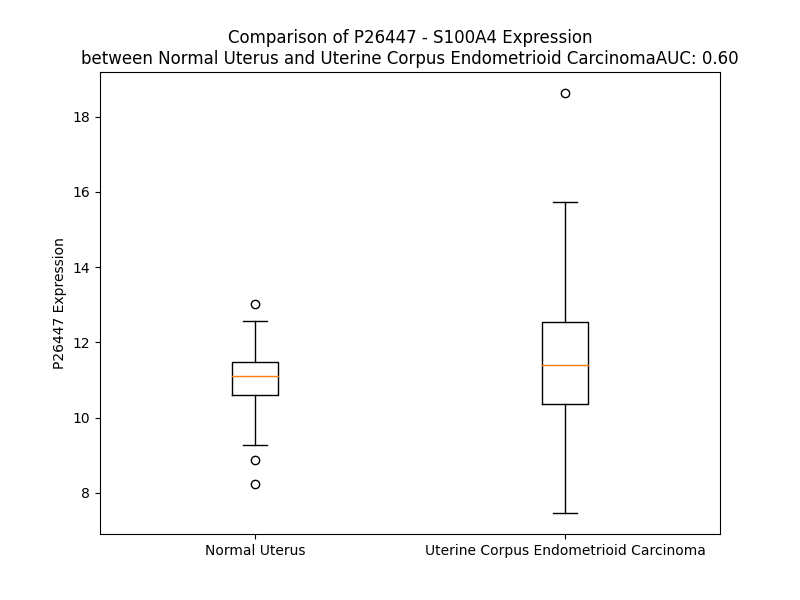 Comparison of P26447 - S100A4 Expression
between Normal Uterus and Uterine Corpus Endometrioid CarcinomaAUC: 0.60
18
16
14
12
10
8
P26447 Expression
Normal Uterus
Uterine Corpus Endometrioid Carcinoma